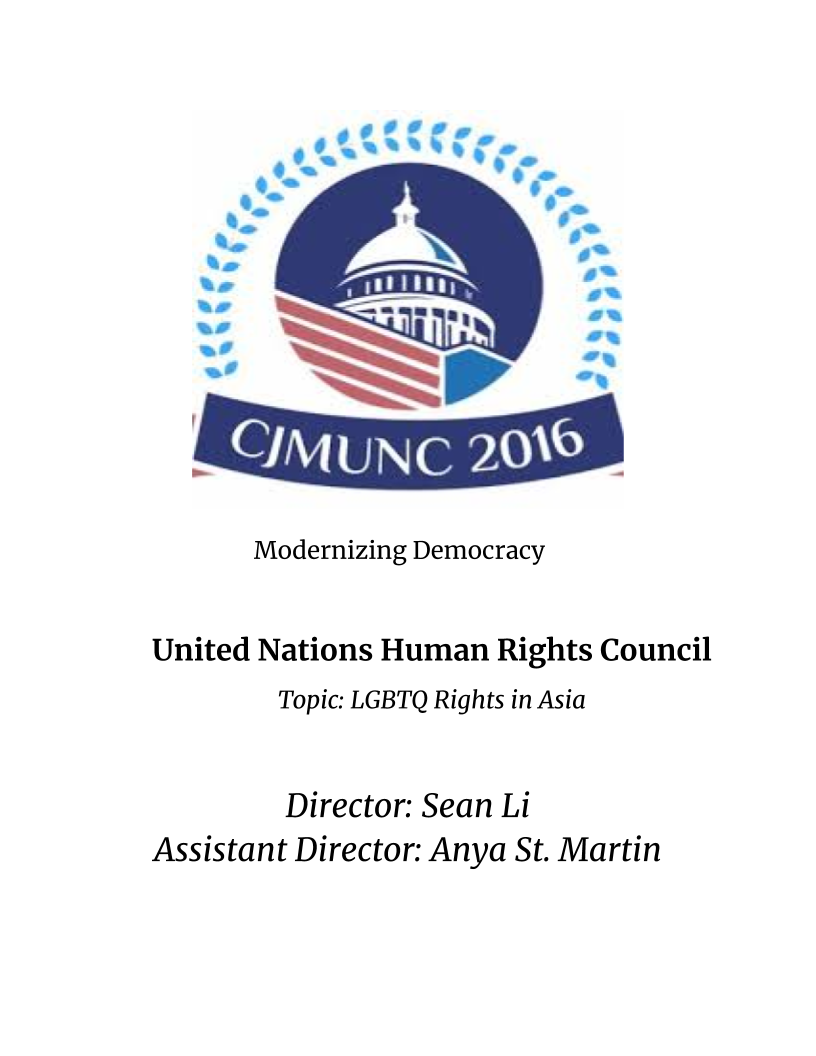 CJMUNC 2016
Modernizing Democracy
United Nations Human Rights Council
Topic: LGBTQ Rights in Asia
Director: Sean Li
Assistant Director: Anya St. Martin